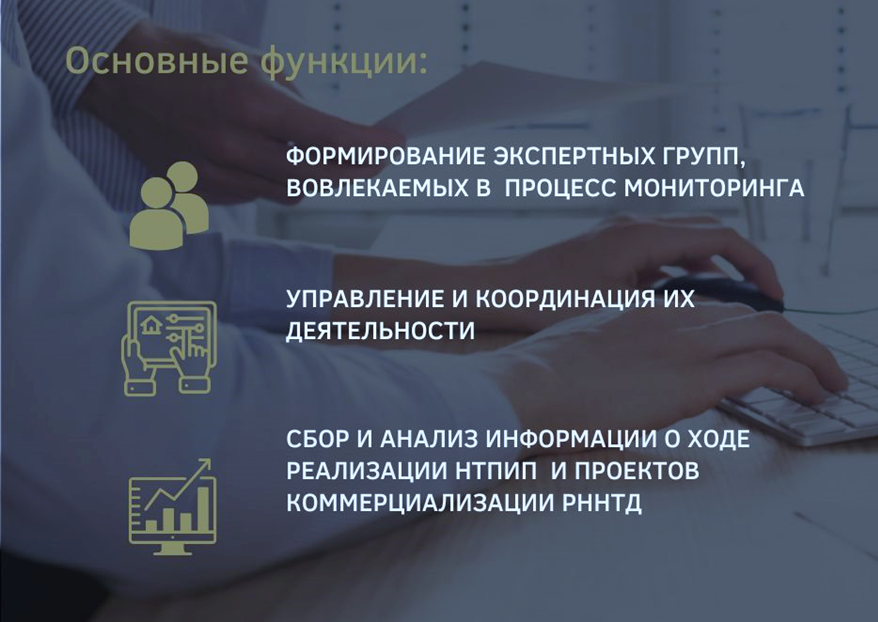 Основные функции:
ФОРМИРОВАНИЕ ЭКСПЕРТНЫХ ГРУПП,
ВОВЛЕКАЕМЫХ В ПРОЦЕСС МОНИТОРИНГА
УПРАВЛЕНИЕ И КООРДИНАЦИЯ ИХ
ДЕЯТЕЛЬНОСТИ
СБОР И АНАЛИЗ ИНФОРМАЦИИ О ХОДЕ
РЕАЛИЗАЦИИ НТПИП И ПРОЕКТОВ
КОММЕРЦИАЛИЗАЦИИ РННТД